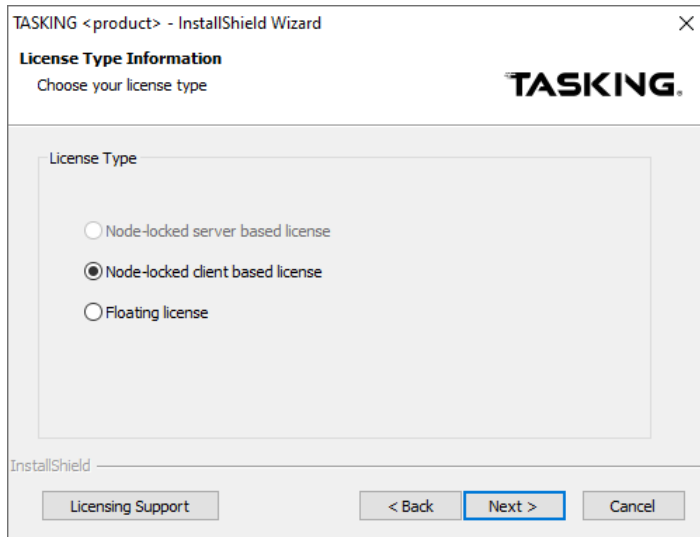 TASKING <product> - InstallShield Wizard
License Type Information
Choose your license type
TASKING.
License Type
Node-locked server based license
Node-locked client based license
Floating license
InstallShield
Licensing Support
< Back
Next >
Cancel